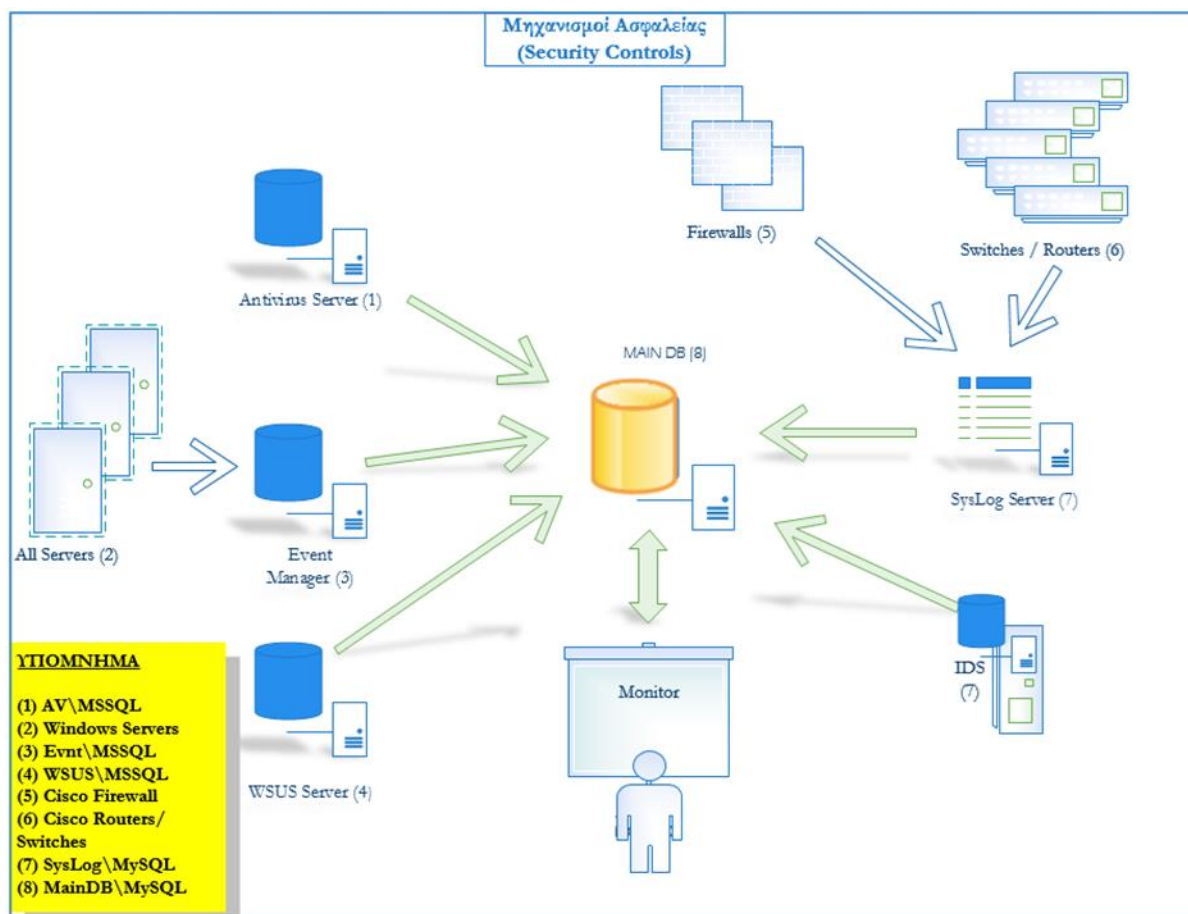 Μηχανισμοί Ασφαλείας
(Security Controls)
Firewalls (5)
Switches / Routers (6)
Antivirus Server (1)
MAIN DB (8)
SysLog Server (7)
All Servers (2)
Event
Manager (3)
IDS
(7)
Monitor
WSUS Server (4)
ΥΠΟΜΝΗΜΑ
(1) AV\MSSQL
(2) Windows Servers
(3) Evnt\MSSQL
(4) WSUS\MSSQL
(5) Cisco Firewall
(6) Cisco Routers/
Switches
(7) SysLog\MySQL
(8) MainDB\MySQL